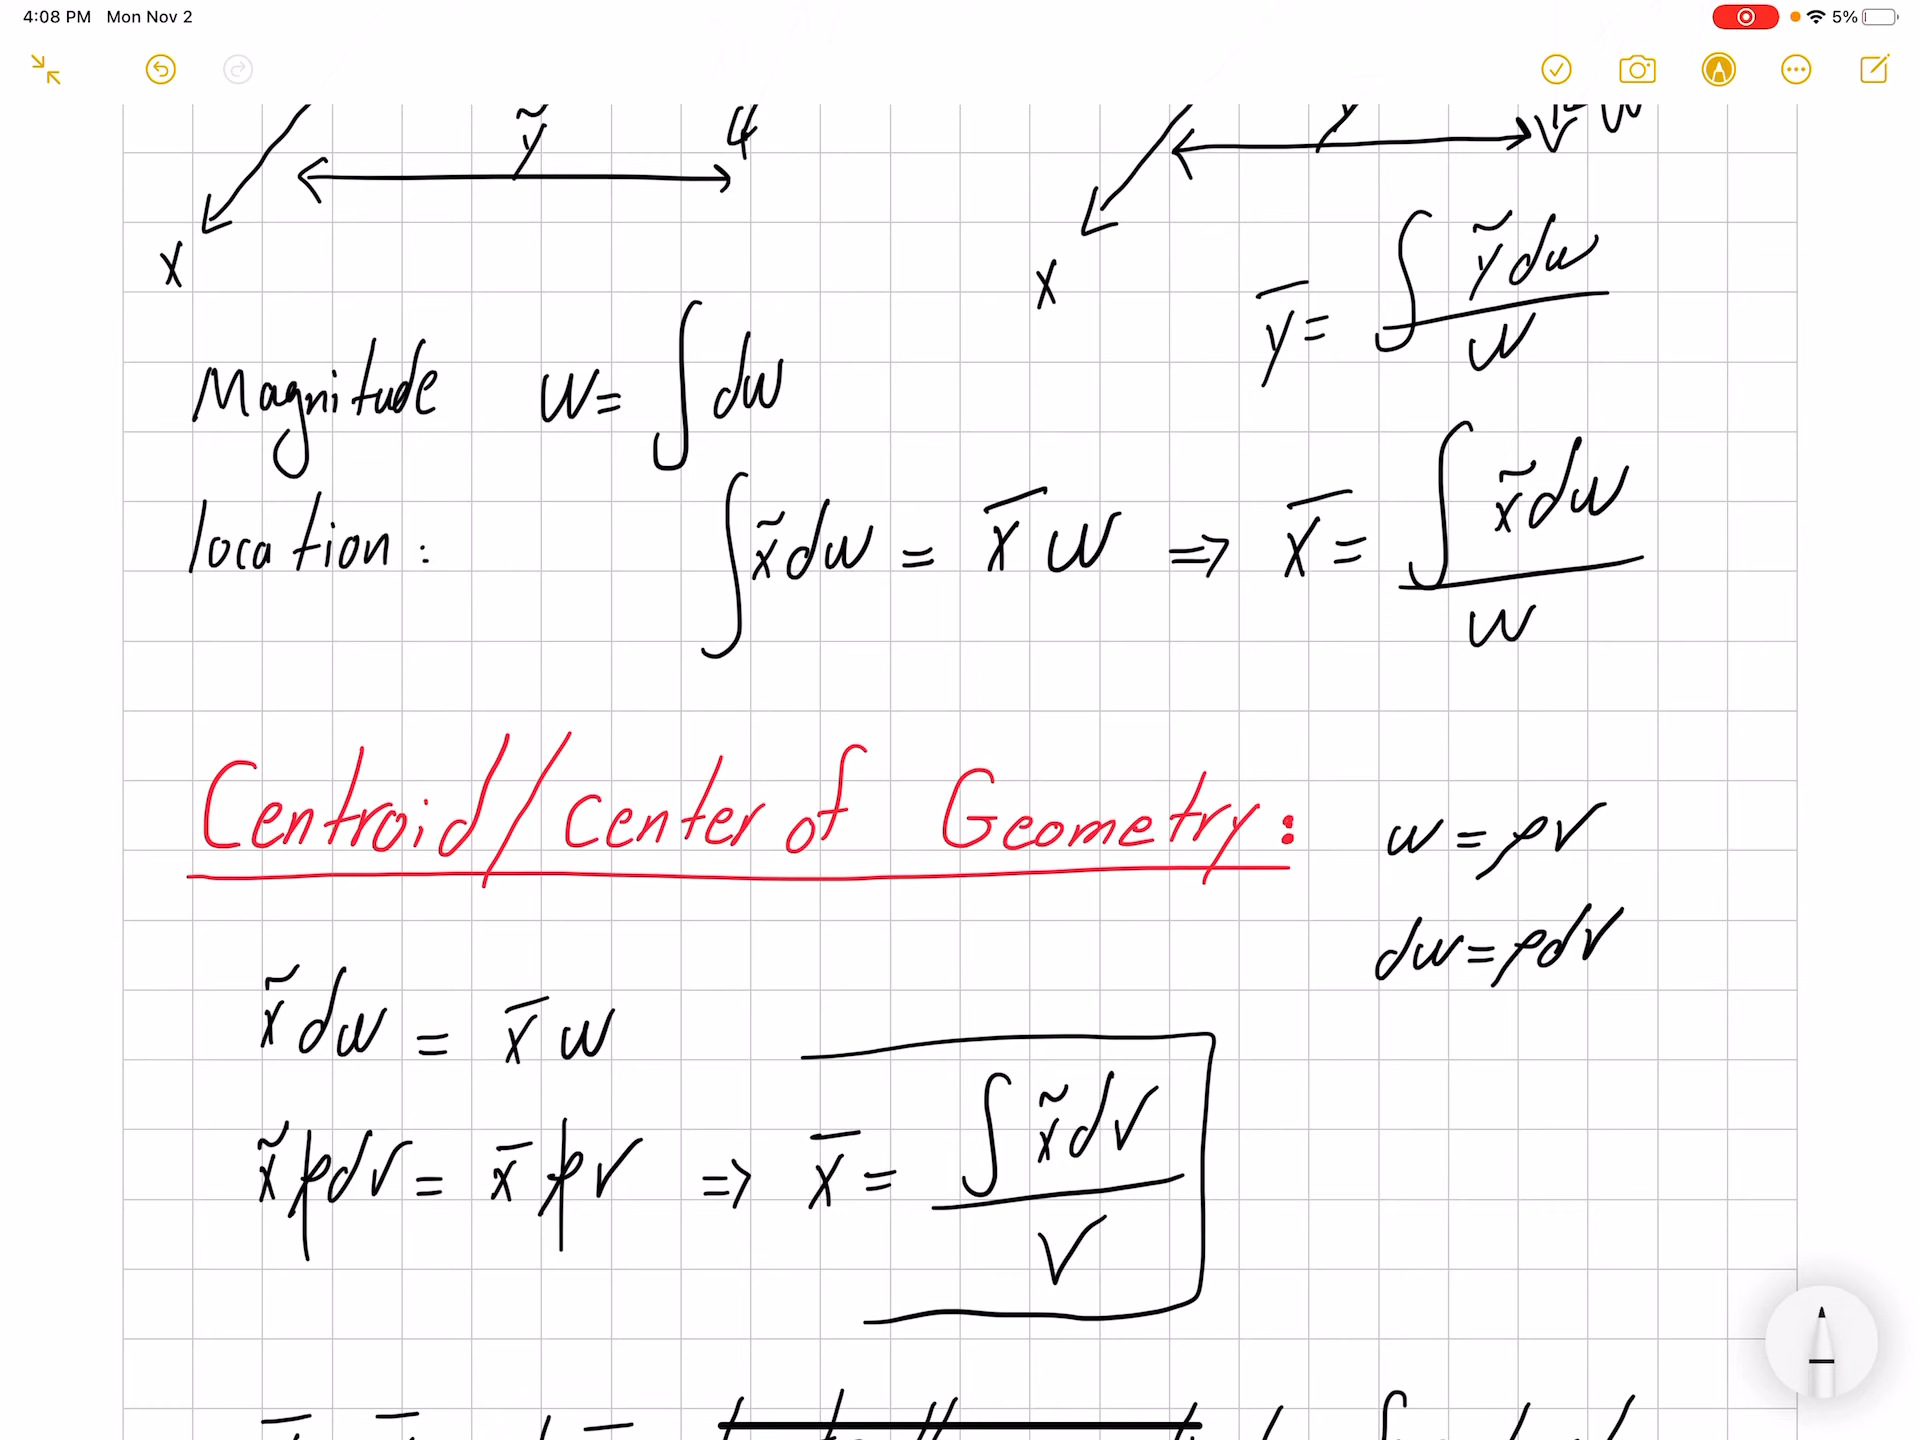 4:08 PM Mon Nov 2 5%
ỹ
x
x
ȳ = ∫ ỹ dw / W
Magnitude W = ∫ dw
location : ∫ x̃ dw = x̄ W ⇒ x̄ = ∫ x̃ dw / W
Centroid/center of Geometry:
w = ρV
dw = ρdV
x̃ dw = x̄ w
x̃ ρdV = x̄ ρV ⇒ x̄ = ∫ x̃ dV / V